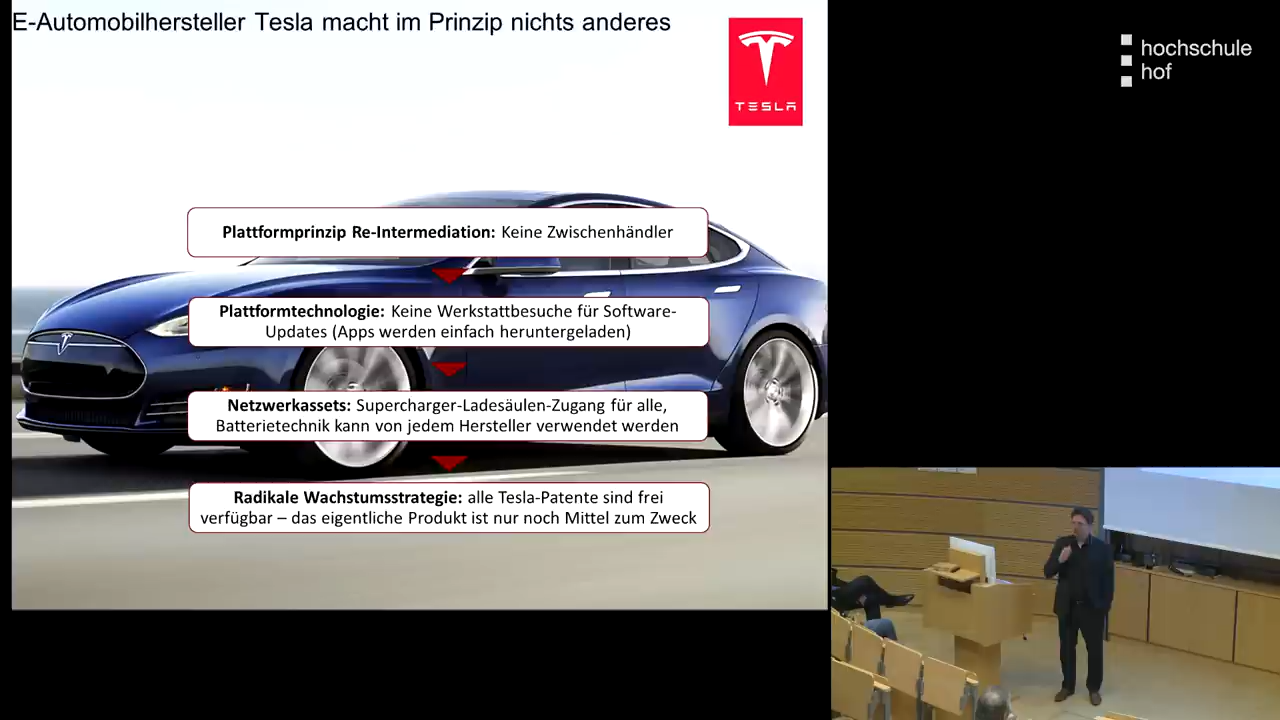 E-Automobilhersteller Tesla macht im Prinzip nichts anderes
TESLA
hochschule
hof
Plattformprinzip Re-Intermediation: Keine Zwischenhändler
Plattformtechnologie: Keine Werkstattbesuche für Software-
Updates (Apps werden einfach heruntergeladen)
Netzwerkassets: Supercharger-Ladesäulen-Zugang für alle,
Batterietechnik kann von jedem Hersteller verwendet werden
Radikale Wachstumsstrategie: alle Tesla-Patente sind frei
verfügbar – das eigentliche Produkt ist nur noch Mittel zum Zweck